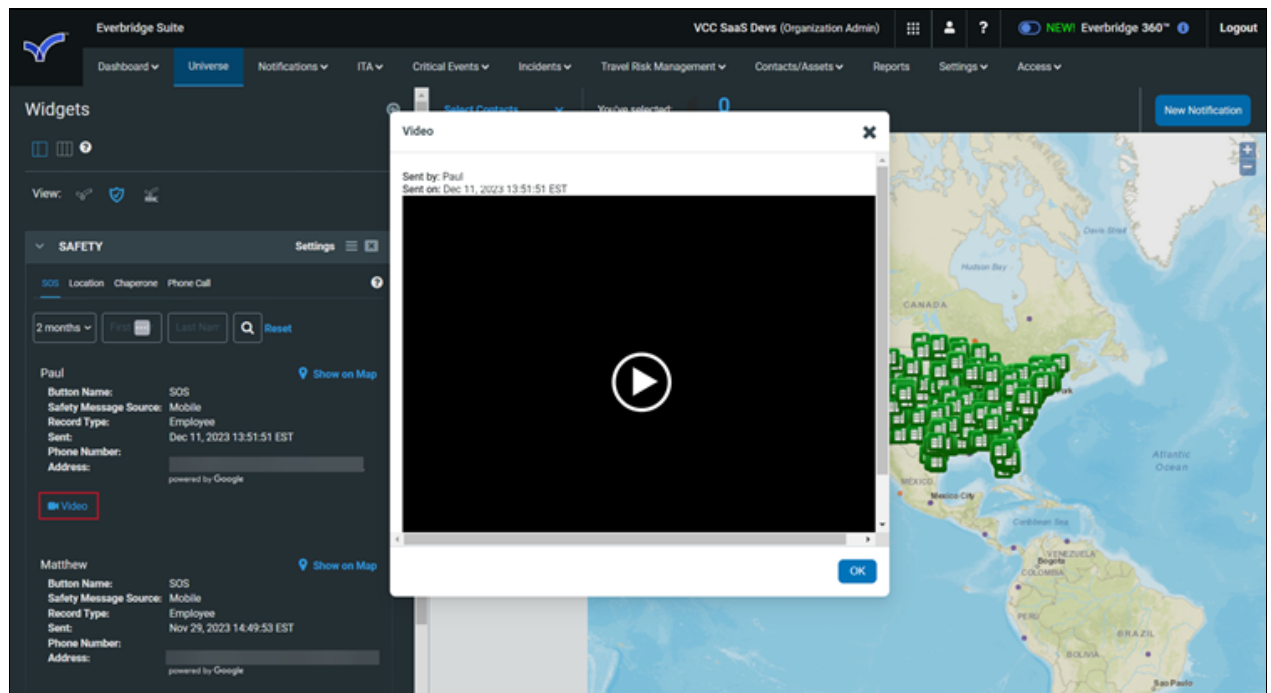 Everbridge Suite
VCC SaaS Devs (Organization Admin)
?
NEW! Everbridge 360™
Logout
Dashboard
Universe
Notifications
ITA
Critical Events
Incidents
Travel Risk Management
Contacts/Assets
Reports
Settings
Access
Widgets
Select Contacts
You've selected:
0
New Notification
View:
SAFETY
Settings
SOS
Location
Chaperone
Phone Call
2 months
First
Last Nam
Reset
Paul
Show on Map
Button Name: SOS
Safety Message Source: Mobile
Record Type: Employee
Sent: Dec 11, 2023 13:51:51 EST
Phone Number:
Address:
powered by Google
Video
Matthew
Show on Map
Button Name: SOS
Safety Message Source: Mobile
Record Type: Employee
Sent: Nov 29, 2023 14:49:53 EST
Phone Number:
Address:
powered by Google
Video
Sent by: Paul
Sent on: Dec 11, 2023 13:51:51 EST
OK
+
−
Davis Strait
Hudson Bay
CANADA
Atlantic
Ocean
MEXICO
Mexico City
Caribbean Sea
VENEZUELA
Bogota
COLOMBIA
PERU
BRAZIL
BOLIVIA
Sao Paulo